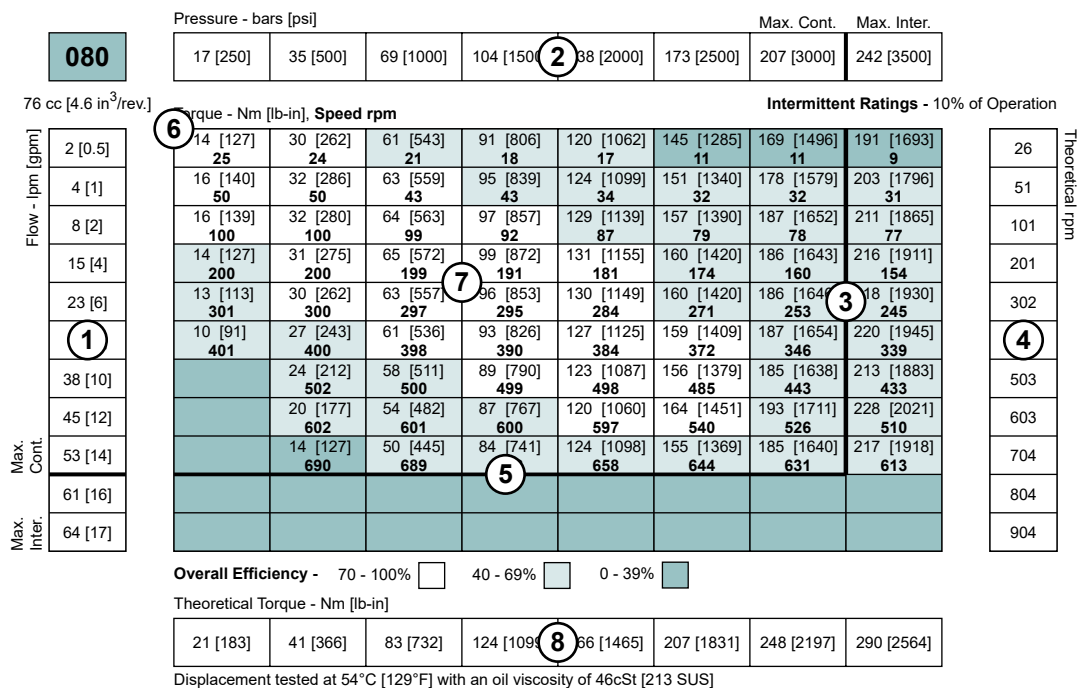 Pressure - bars [psi] Max. Cont. Max. Inter.
080 17 [250] 35 [500] 69 [1000] 104 [150 2 38 [2000] 173 [2500] 207 [3000] 242 [3500]
76 cc [4.6 in³/rev.] Intermittent Ratings - 10% of Operation
6 Torque - Nm [lb-in], Speed rpm
Flow - lpm [gpm]
Theoretical rpm
2 [0.5] 14 [127] 30 [262] 61 [543] 91 [806] 120 [1062] 145 [1285] 169 [1496] 191 [1693] 26
25 24 21 18 17 11 11 9
4 [1] 16 [140] 32 [286] 63 [559] 95 [839] 124 [1099] 151 [1340] 178 [1579] 203 [1796] 51
50 50 43 43 34 32 32 31
8 [2] 16 [139] 32 [280] 64 [563] 97 [857] 129 [1139] 157 [1390] 187 [1652] 211 [1865] 101
100 100 99 92 87 79 78 77
15 [4] 14 [127] 31 [275] 65 [572] 99 [872] 131 [1155] 160 [1420] 186 [1643] 216 [1911] 201
200 200 199 191 181 174 160 154
7
23 [6] 13 [113] 30 [262] 63 [557] 96 [853] 130 [1149] 160 [1420] 186 [164 3 18 [1930] 302
301 300 297 295 284 271 253 245
1 10 [91] 27 [243] 61 [536] 93 [826] 127 [1125] 159 [1409] 187 [1654] 220 [1945] 4
401 400 398 390 384 372 346 339
38 [10] 24 [212] 58 [511] 89 [790] 123 [1087] 156 [1379] 185 [1638] 213 [1883] 503
502 500 499 498 485 443 433
45 [12] 20 [177] 54 [482] 87 [767] 120 [1060] 164 [1451] 193 [1711] 228 [2021] 603
602 601 600 597 540 526 510
Max. Cont. 53 [14] 14 [127] 50 [445] 84 [741] 124 [1098] 155 [1369] 185 [1640] 217 [1918] 704
690 689 5 658 644 631 613
61 [16] 804
Max. Inter. 64 [17] 904
Overall Efficiency - 70 - 100% 40 - 69% 0 - 39%
Theoretical Torque - Nm [lb-in]
21 [183] 41 [366] 83 [732] 124 [109 8 66 [1465] 207 [1831] 248 [2197] 290 [2564]
Displacement tested at 54°C [129°F] with an oil viscosity of 46cSt [213 SUS]